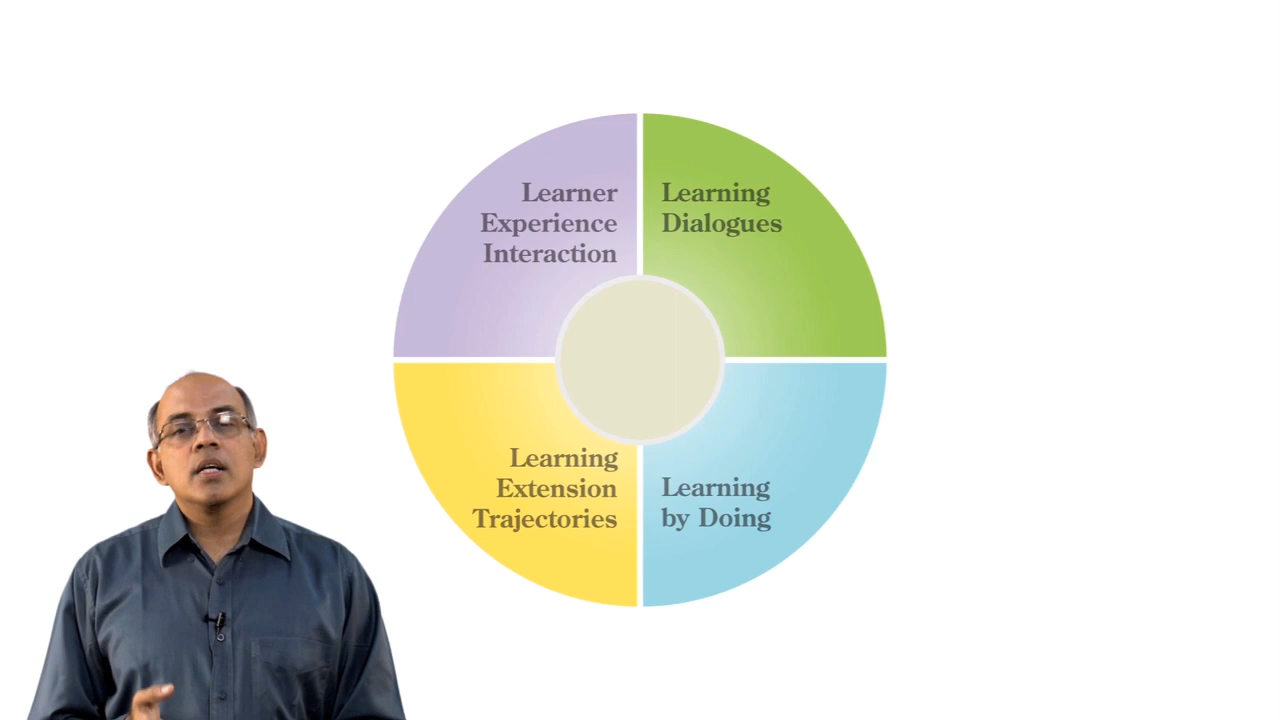 Learner
Experience
Interaction
Learning
Dialogues
Learning
Extension
Trajectories
Learning
by Doing